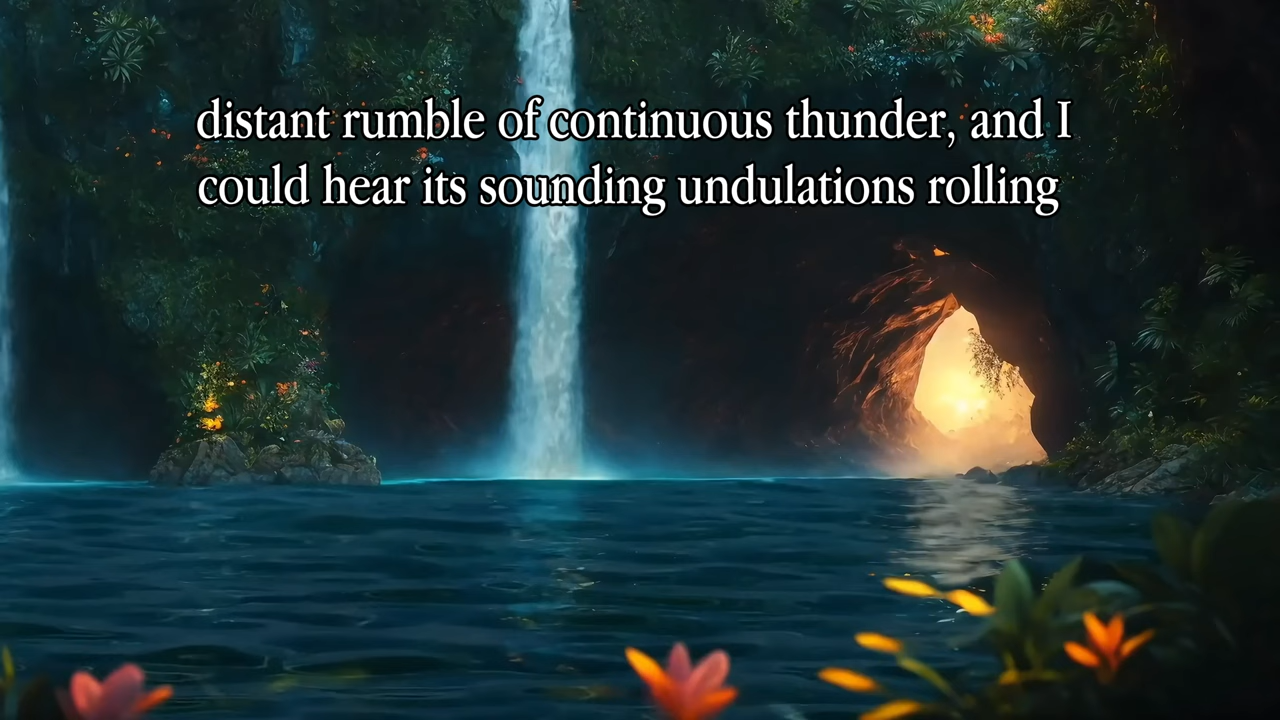 distant rumble of continuous thunder, and I
could hear its sounding undulations rolling